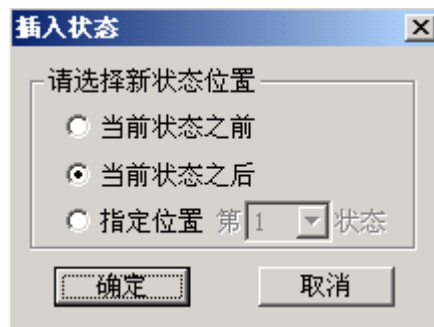 插入状态
请选择新状态位置
当前状态之前
当前状态之后
指定位置 第 1 状态
确定 取消